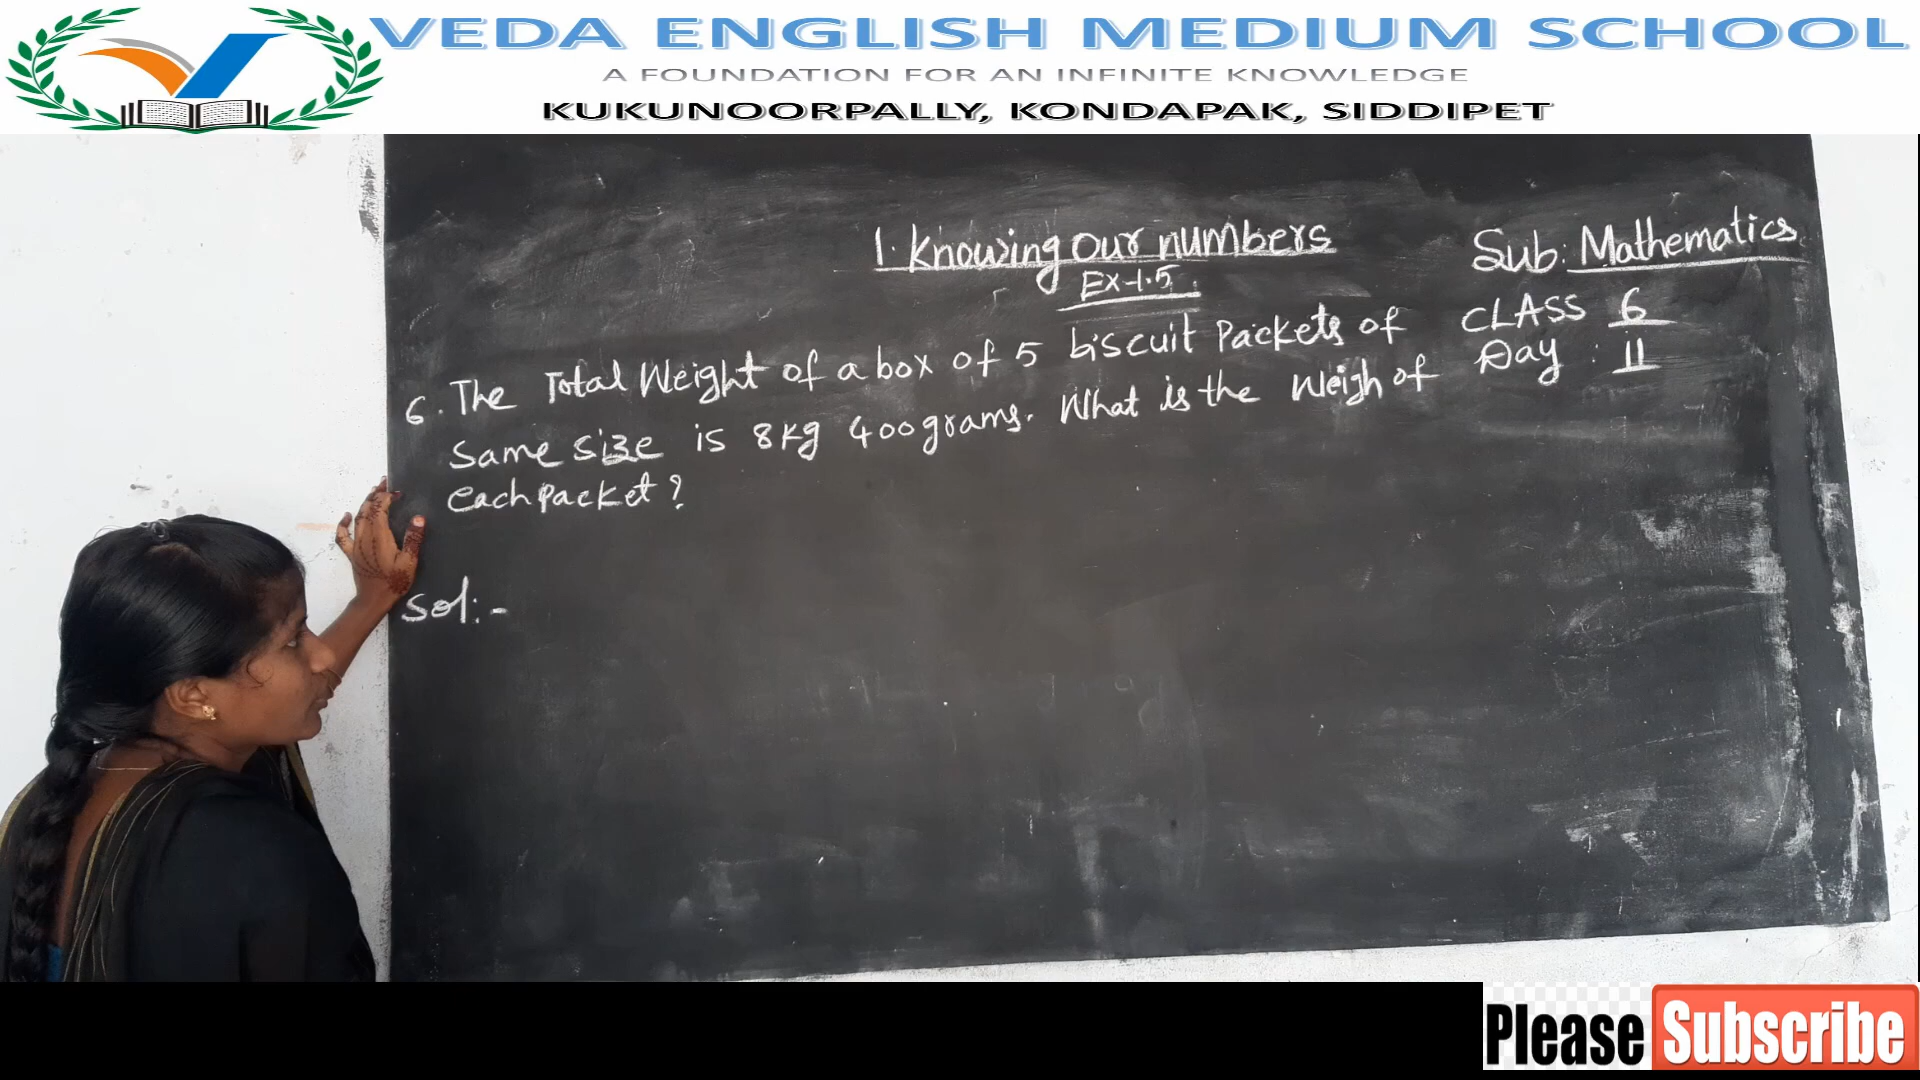 VEDA ENGLISH MEDIUM SCHOOL
A FOUNDATION FOR AN INFINITE KNOWLEDGE
KUKUNOORPALLY, KONDAPAK, SIDDIPET
1. Knowing our numbers
Ex-1.5.
Sub: Mathematics
CLASS 6
Day : 11
6. The Total Weight of a box of 5 biscuit Packets of
Same size is 8kg 400grams. What is the Weigh of
each packet?
Sol:-
Please Subscribe